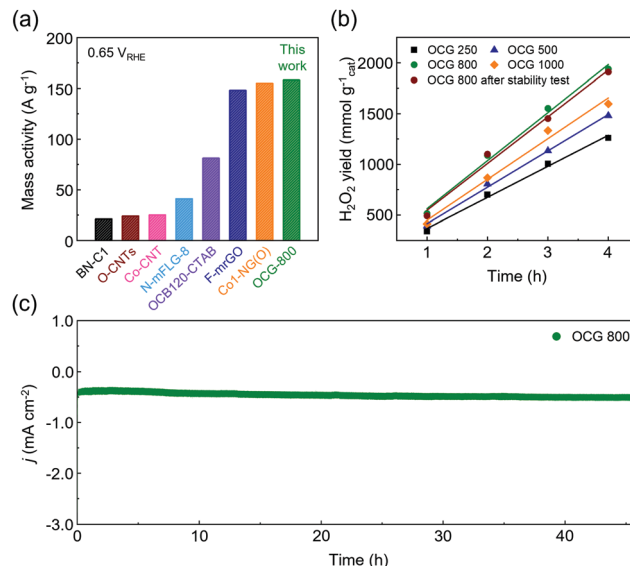 (a)
0.65 V_RHE
This
work
Mass activity (A g⁻¹)
200
150
100
50
0
BN-C1
O-CNTs
Co-CNT
N-mFLG-8
OCB120-CTAB
F-mrGO
Co1-NG(O)
OCG-800
(b)
OCG 250
OCG 500
OCG 800
OCG 1000
OCG 800 after stability test
H₂O₂ yield (mmol g⁻¹cat)
2000
1500
1000
500
1
2
3
4
Time (h)
(c)
OCG 800
j (mA cm⁻²)
1.0
0.0
-1.0
-2.0
-3.0
0
10
20
30
40
Time (h)